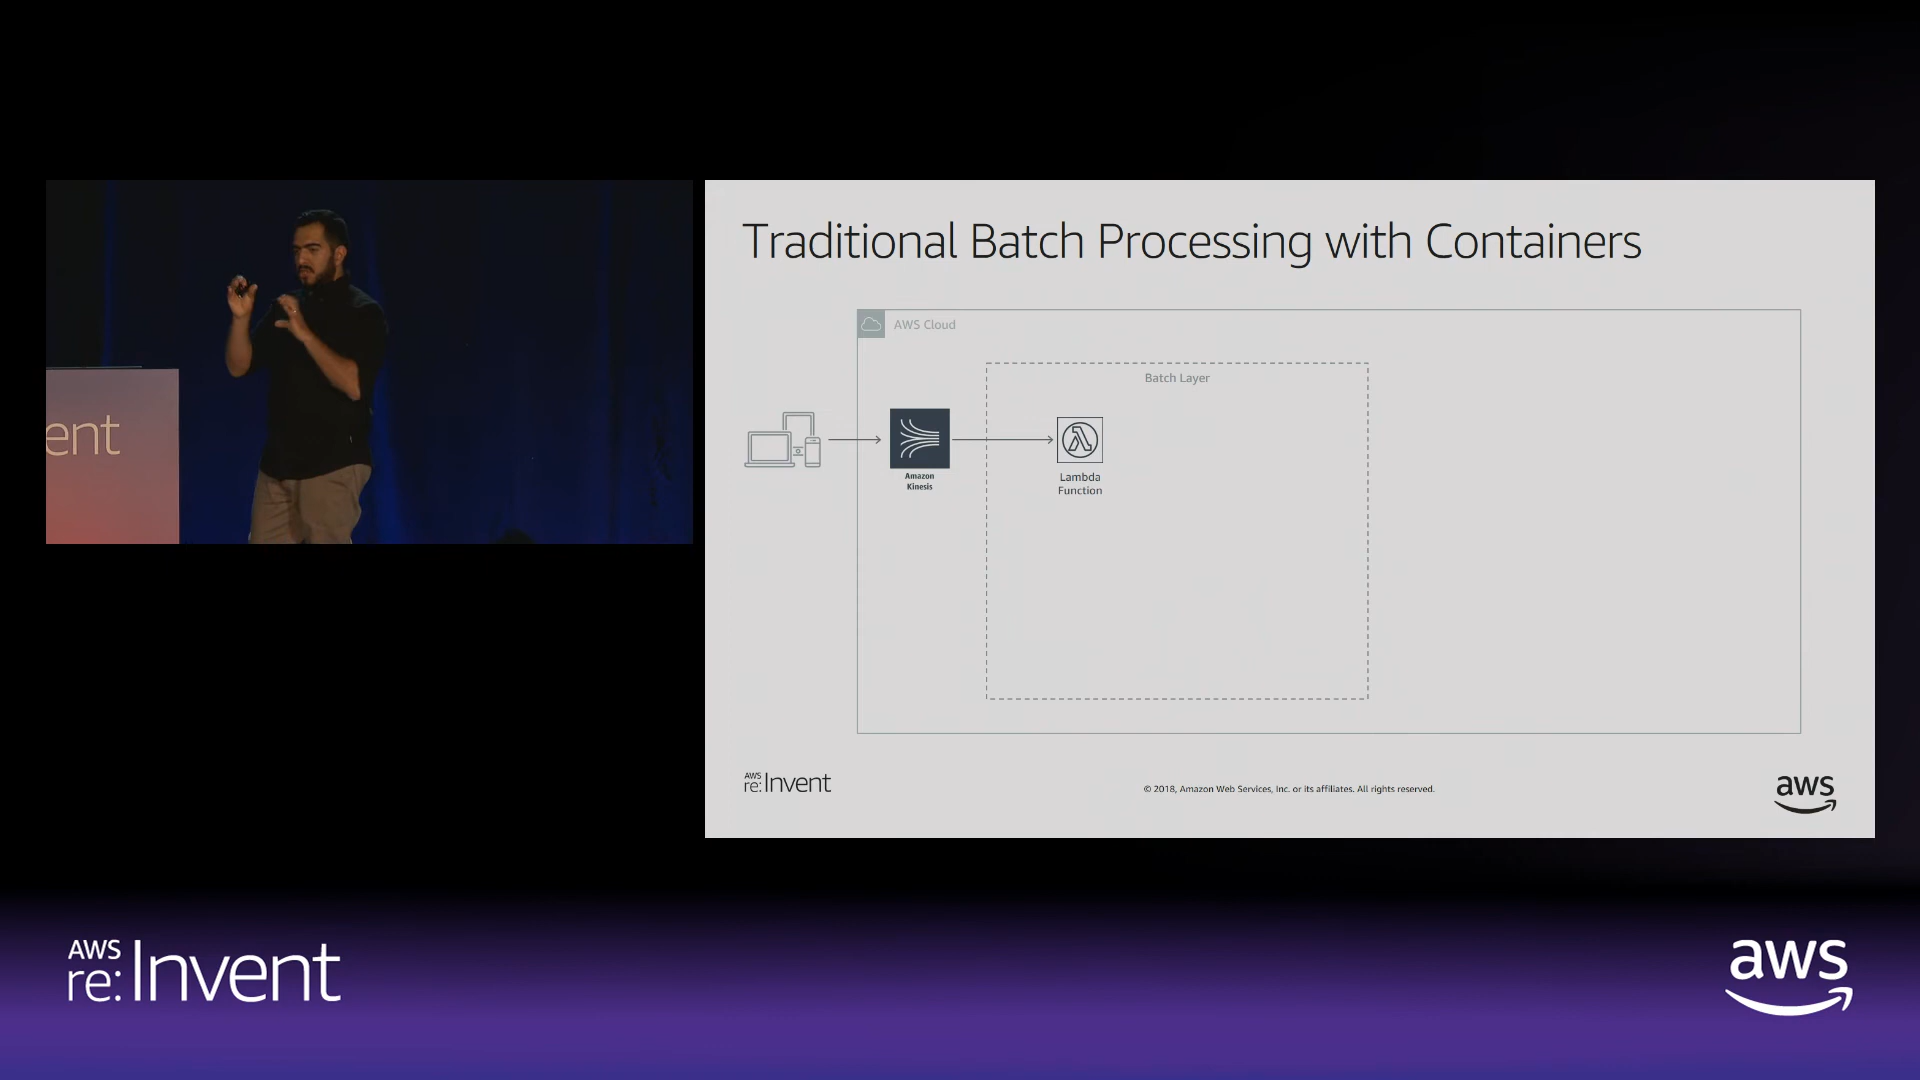 ent
Traditional Batch Processing with Containers
AWS Cloud
Batch Layer
Amazon
Kinesis
Lambda
Function
AWS
re:Invent
© 2018, Amazon Web Services, Inc. or its affiliates. All rights reserved.
aws
AWS
re:Invent
aws